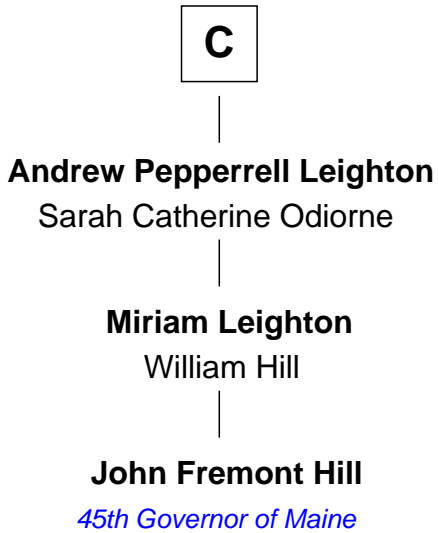 C
Andrew Pepperrell Leighton
Sarah Catherine Odiorne
Miriam Leighton
William Hill
John Fremont Hill
45th Governor of Maine